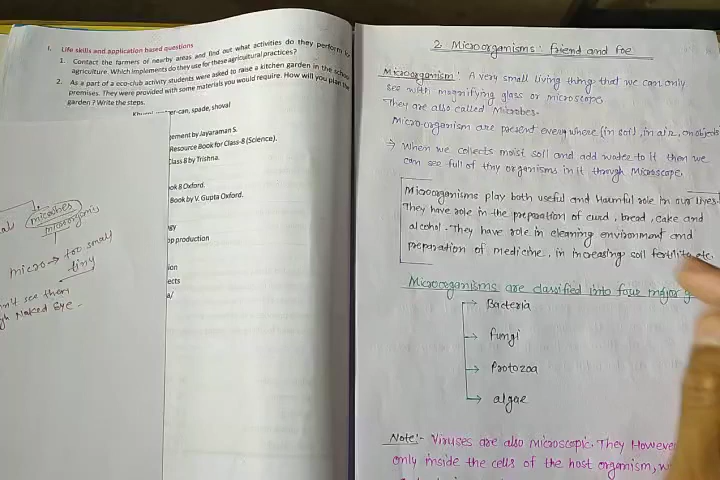 I. Life skills and application based questions
1. Contact the farmers of nearby areas and find out what activities do they perform
agriculture. Which implements do they use for these agricultural practices?
2. As a part of a eco-club activity students were asked to raise a kitchen garden in the school
premises. They were provided with some materials you would require. How will you plan the
garden ? Write the steps.
er-can, spade, shoval
ement by Jayaraman S.
Resource Book for Class-8 (Science).
Class 8 by Trishna.
ok 8 Oxford.
Book by V. Gupta Oxford.
gy
op production
ion
ects
a/
microbes
microorganis
micro → too small
tiny
n't see them
gh Naked Eye -
2. Microorganisms : friend and foe
Microorganism : A very small living thing that we can only
see with magnifying glass or microscope
They are also called Microbes.
Micro-organism are present every where (in soil, in air, on objects
→ When we collects moist soil and add water to it then we
can see full of tiny organisms in it through Microscope,
Microorganisms play both useful and Harmful role in our lives.
They have role in the preparation of curd, bread, cake and
alcohol. They have role in cleaning environment and
preparation of medicine, in increasing soil fertility etc.
Microorganisms are classified into four major g
→ Bacteria
→ Fungi
→ Protozoa
→ algae
Note:- Viruses are also microscopic. They However
only inside the cells of the host organism, w